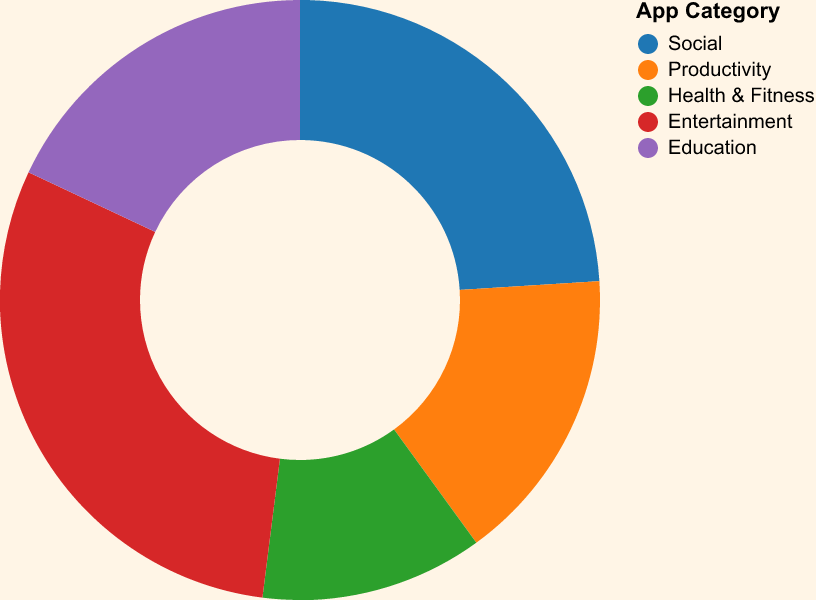 App Category
Social
Productivity
Health & Fitness
Entertainment
Education